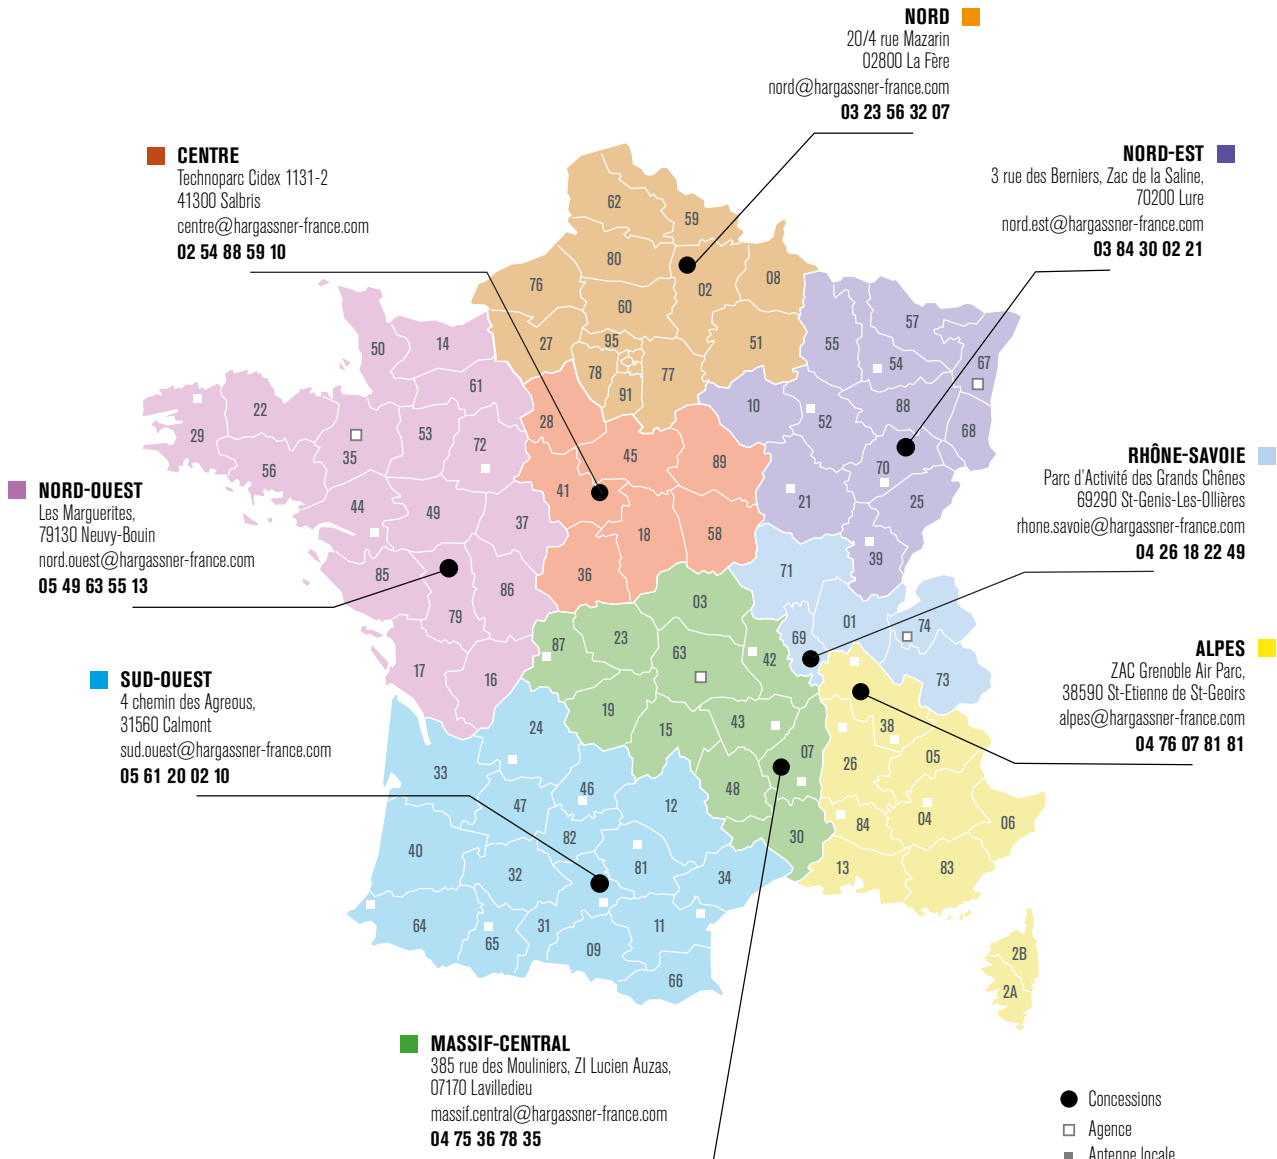 NORD
20/4 rue Mazarin
02800 La Fère
nord@hargassner-france.com
03 23 56 32 07
CENTRE
Technoparc Cidex 1131-2
41300 Salbris
centre@hargassner-france.com
02 54 88 59 10
NORD-EST
3 rue des Berniers, Zac de la Saline,
70200 Lure
nord.est@hargassner-france.com
03 84 30 02 21
RHÔNE-SAVOIE
Parc d'Activité des Grands Chênes
69290 St-Genis-Les-Ollières
rhone.savoie@hargassner-france.com
04 26 18 22 49
NORD-OUEST
Les Marguerites,
79130 Neuvy-Bouin
nord.ouest@hargassner-france.com
05 49 63 55 13
ALPES
ZAC Grenoble Air Parc,
38590 St-Etienne de St-Geoirs
alpes@hargassner-france.com
04 76 07 81 81
SUD-OUEST
4 chemin des Agreous,
31560 Calmont
sud.ouest@hargassner-france.com
05 61 20 02 10
MASSIF-CENTRAL
385 rue des Mouliniers, ZI Lucien Auzas,
07170 Lavilledieu
massif.central@hargassner-france.com
04 75 36 78 35
62
59
80
76
02
08
60
27
95
51
78
77
91
57
55
54
67
10
52
88
68
70
21
25
39
50
14
61
22
29
53
72
35
56
44
49
37
85
86
79
17
16
28
45
89
41
18
58
36
71
01
74
69
73
03
87
23
63
42
19
15
43
07
48
30
24
33
46
47
12
82
40
32
81
34
64
65
31
11
09
66
38
26
05
84
04
06
13
83
2B
2A
Concessions
Agence
Antenne locale